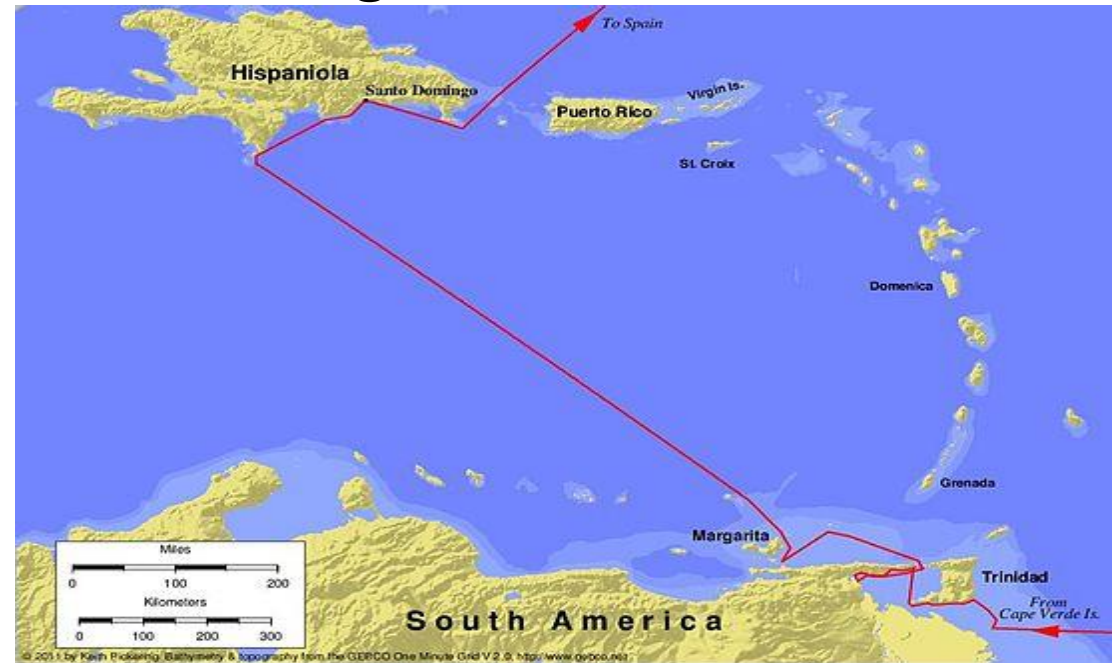 To Spain
Hispaniola
Santo Domingo
Puerto Rico
Virgin Is.
St. Croix
Domenica
Grenada
Margarita
Trinidad
From
Cape Verde Is.
South America
Miles
0 100 200
Kilometers
0 100 200 300
© 2011 by Keith Pickering. Bathymetry & topography from the GEBCO One Minute Grid V 2.0, http://www.gebco.net